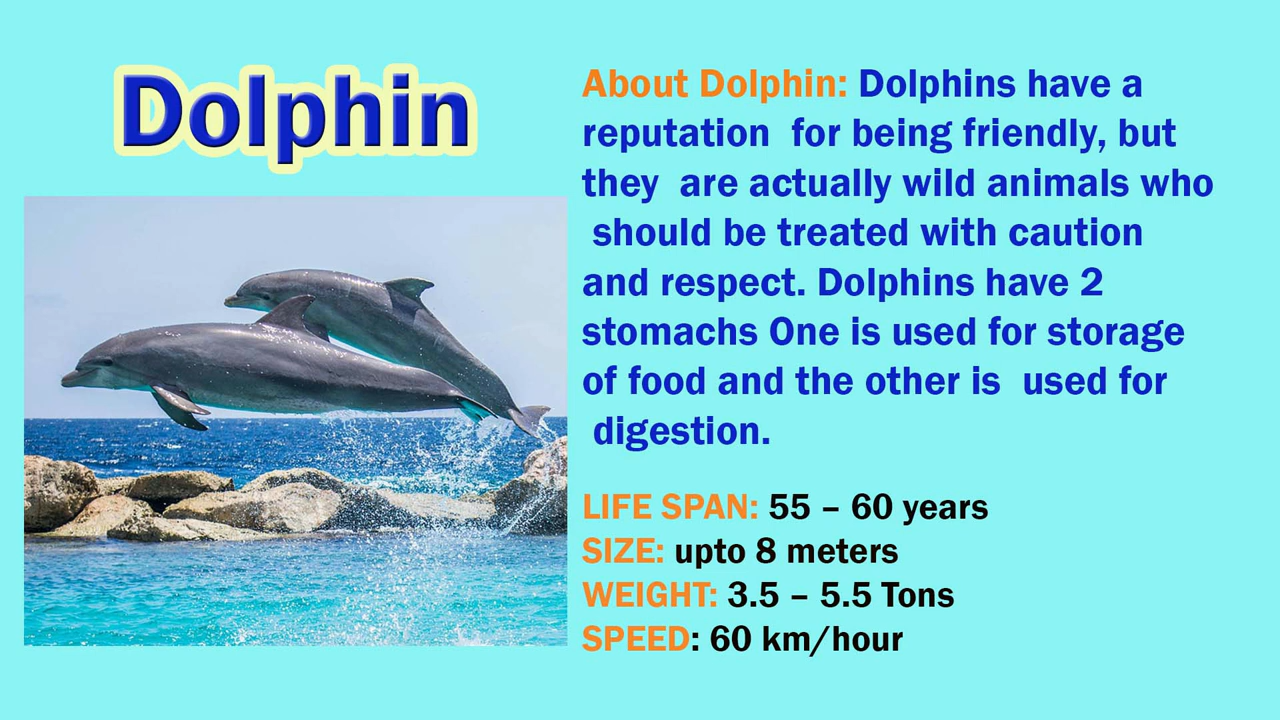 Dolphin
About Dolphin: Dolphins have a
reputation  for being friendly, but
they  are actually wild animals who
should be treated with caution
and respect. Dolphins have 2
stomachs One is used for storage
of food and the other is  used for
digestion.
LIFE SPAN: 55 – 60 years
SIZE: upto 8 meters
WEIGHT: 3.5 – 5.5 Tons
SPEED: 60 km/hour